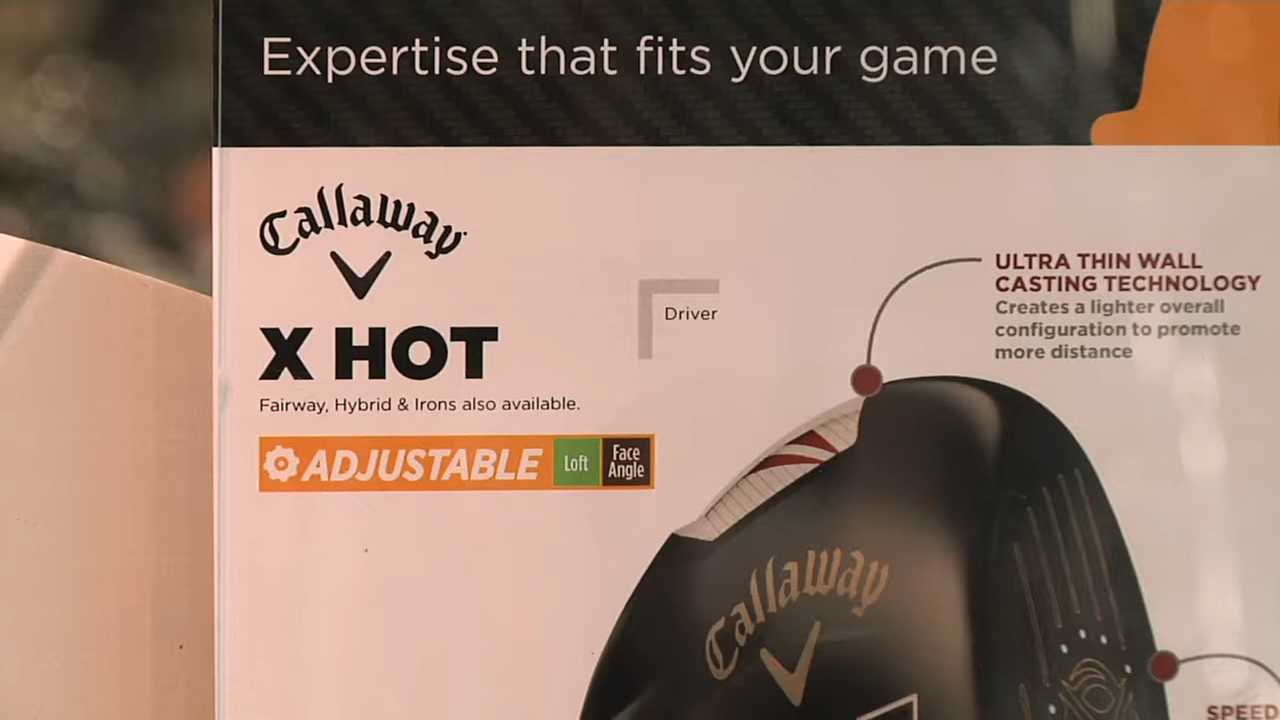 Expertise that fits your game
Callaway
X HOT
Fairway, Hybrid & Irons also available.
ADJUSTABLE
Loft
Face
Angle
Driver
ULTRA THIN WALL
CASTING TECHNOLOGY
Creates a lighter overall
configuration to promote
more distance
Callaway
SPEED